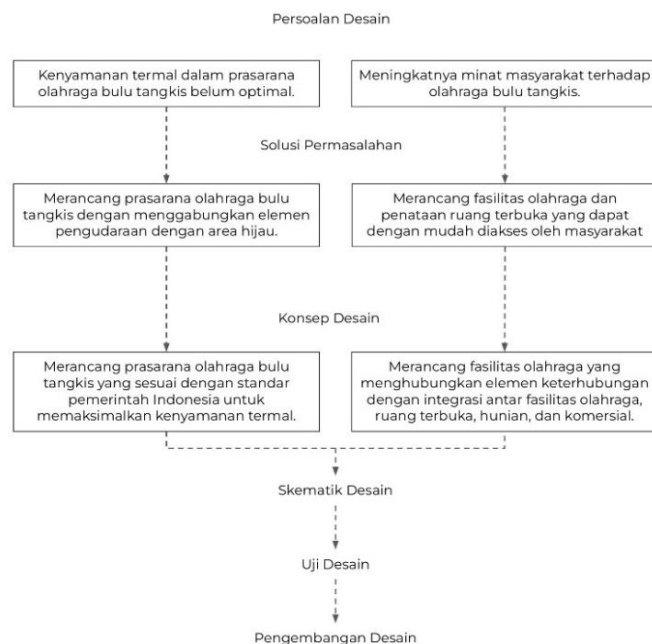 Persoalan Desain
Kenyamanan termal dalam prasarana
olahraga bulu tangkis belum optimal.
Meningkatnya minat masyarakat terhadap
olahraga bulu tangkis.
Solusi Permasalahan
Merancang prasarana olahraga bulu
tangkis dengan menggabungkan elemen
pengudaraan dengan area hijau.
Merancang fasilitas olahraga dan
penataan ruang terbuka yang dapat
dengan mudah diakses oleh masyarakat
Konsep Desain
Merancang prasarana olahraga bulu
tangkis yang sesuai dengan standar
pemerintah Indonesia untuk
memaksimalkan kenyamanan termal.
Merancang fasilitas olahraga yang
menghubungkan elemen keterhubungan
dengan integrasi antar fasilitas olahraga,
ruang terbuka, hunian, dan komersial.
Skematik Desain
Uji Desain
Pengembangan Desain